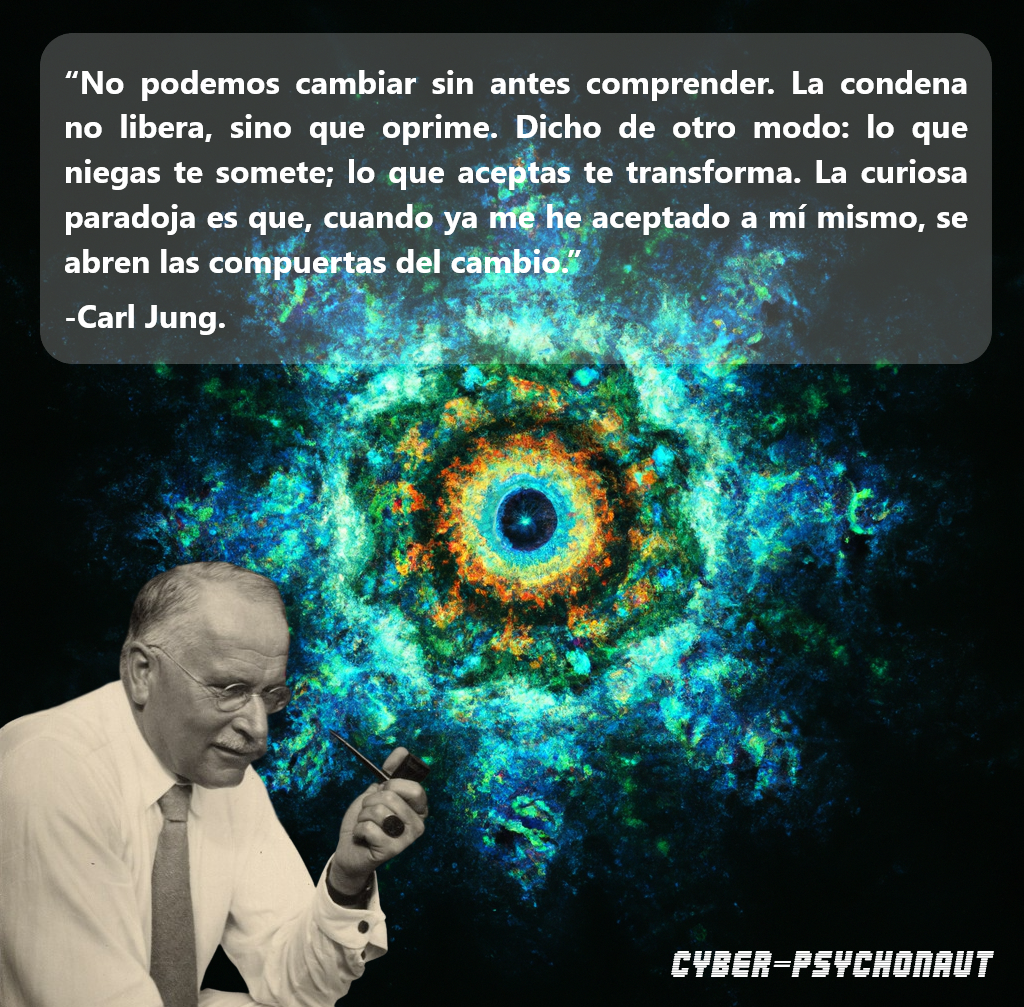 “No podemos cambiar sin antes comprender. La condena
no libera, sino que oprime. Dicho de otro modo: lo que
niegas te somete; lo que aceptas te transforma. La curiosa
paradoja es que, cuando ya me he aceptado a mí mismo, se
abren las compuertas del cambio.”
-Carl Jung.
CYBER-PSYCHONAUT